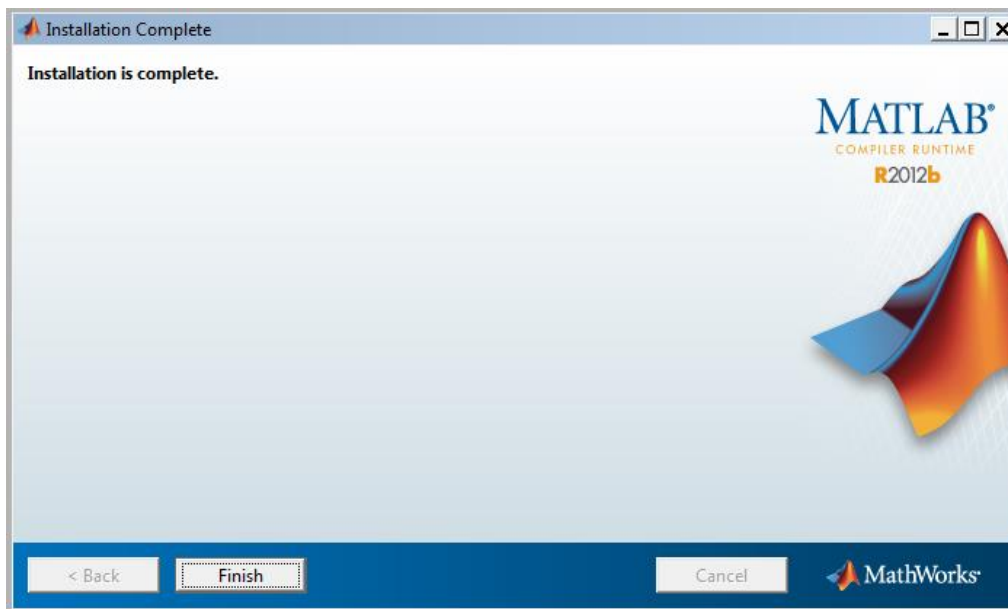 Installation Complete
Installation is complete.
MATLAB®
COMPILER RUNTIME
R2012b
< Back
Finish
Cancel
MathWorks®